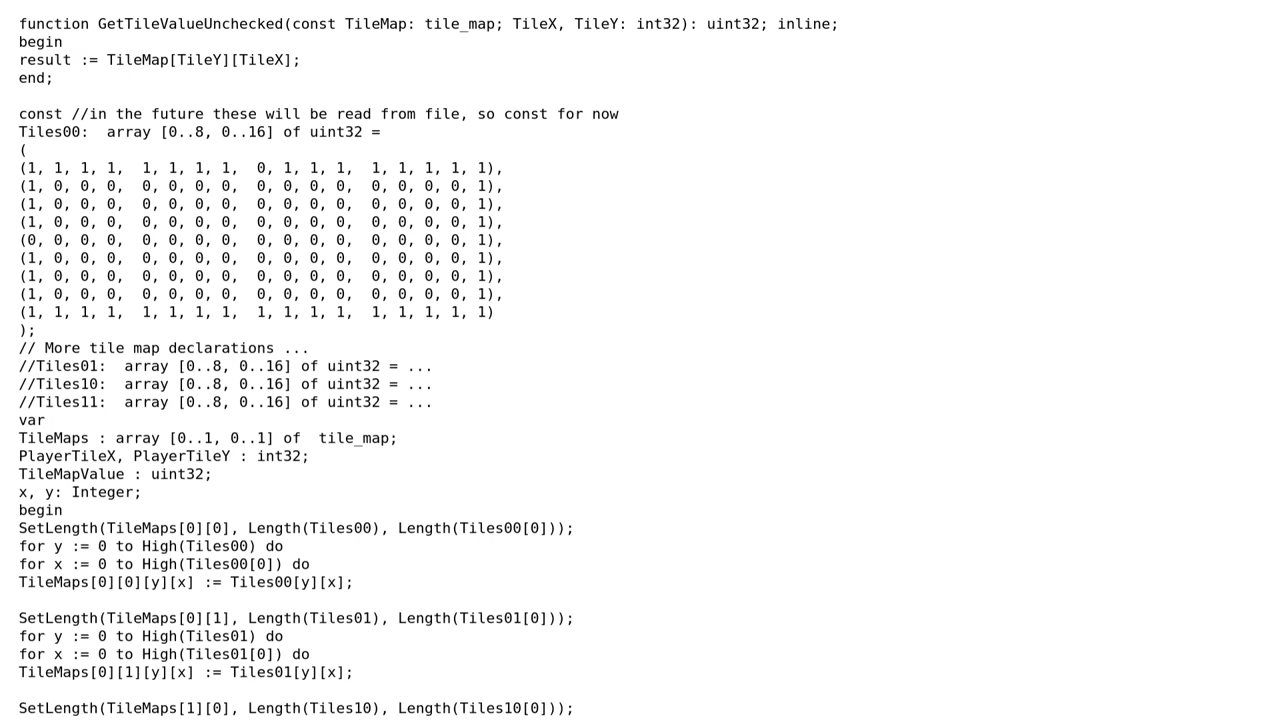 function GetTileValueUnchecked(const TileMap: tile_map; TileX, TileY: int32): uint32; inline;
begin
result := TileMap[TileY][TileX];
end;

const //in the future these will be read from file, so const for now
Tiles00:  array [0..8, 0..16] of uint32 =
(
(1, 1, 1, 1,  1, 1, 1, 1,  0, 1, 1, 1,  1, 1, 1, 1, 1),
(1, 0, 0, 0,  0, 0, 0, 0,  0, 0, 0, 0,  0, 0, 0, 0, 1),
(1, 0, 0, 0,  0, 0, 0, 0,  0, 0, 0, 0,  0, 0, 0, 0, 1),
(1, 0, 0, 0,  0, 0, 0, 0,  0, 0, 0, 0,  0, 0, 0, 0, 1),
(0, 0, 0, 0,  0, 0, 0, 0,  0, 0, 0, 0,  0, 0, 0, 0, 1),
(1, 0, 0, 0,  0, 0, 0, 0,  0, 0, 0, 0,  0, 0, 0, 0, 1),
(1, 0, 0, 0,  0, 0, 0, 0,  0, 0, 0, 0,  0, 0, 0, 0, 1),
(1, 0, 0, 0,  0, 0, 0, 0,  0, 0, 0, 0,  0, 0, 0, 0, 1),
(1, 1, 1, 1,  1, 1, 1, 1,  1, 1, 1, 1,  1, 1, 1, 1, 1)
);
// More tile map declarations ...
//Tiles01:  array [0..8, 0..16] of uint32 = ...
//Tiles10:  array [0..8, 0..16] of uint32 = ...
//Tiles11:  array [0..8, 0..16] of uint32 = ...
var
TileMaps : array [0..1, 0..1] of  tile_map;
PlayerTileX, PlayerTileY : int32;
TileMapValue : uint32;
x, y: Integer;
begin
SetLength(TileMaps[0][0], Length(Tiles00), Length(Tiles00[0]));
for y := 0 to High(Tiles00) do
for x := 0 to High(Tiles00[0]) do
TileMaps[0][0][y][x] := Tiles00[y][x];

SetLength(TileMaps[0][1], Length(Tiles01), Length(Tiles01[0]));
for y := 0 to High(Tiles01) do
for x := 0 to High(Tiles01[0]) do
TileMaps[0][1][y][x] := Tiles01[y][x];

SetLength(TileMaps[1][0], Length(Tiles10), Length(Tiles10[0]));